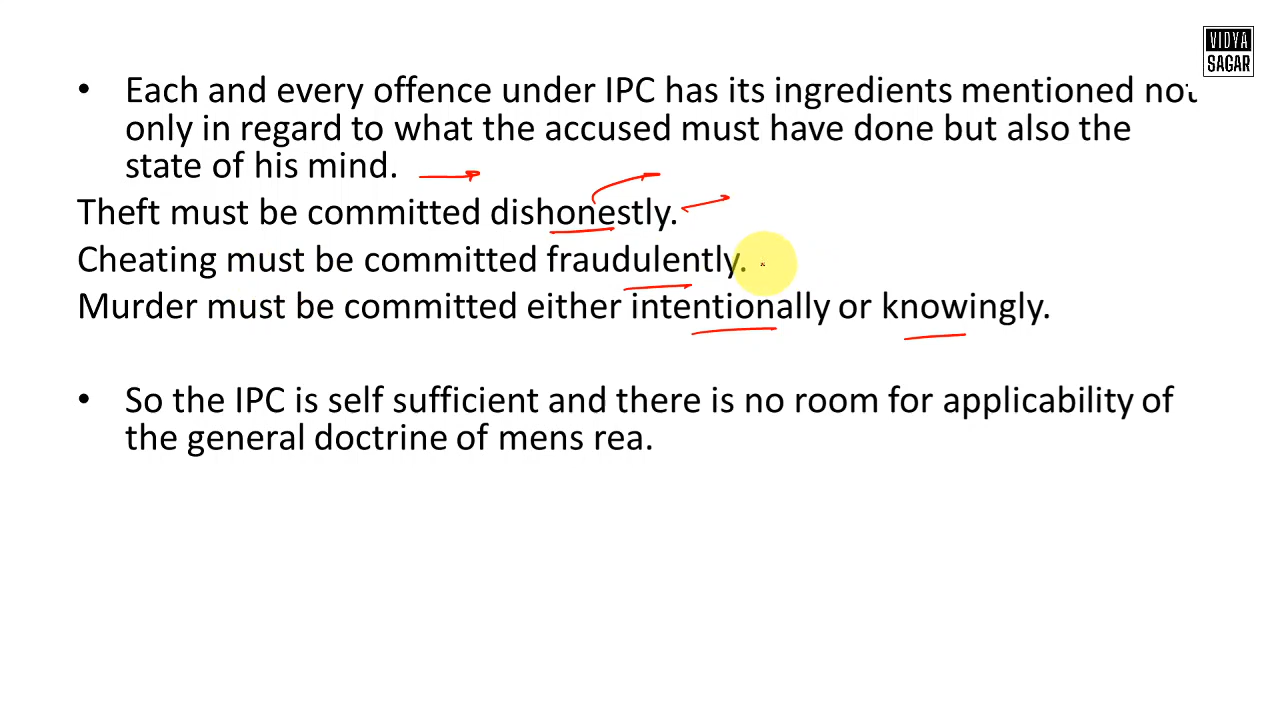 VIDYA
SAGAR
• Each and every offence under IPC has its ingredients mentioned not
only in regard to what the accused must have done but also the
state of his mind.
Theft must be committed dishonestly.
Cheating must be committed fraudulently.
Murder must be committed either intentionally or knowingly.
• So the IPC is self sufficient and there is no room for applicability of
the general doctrine of mens rea.